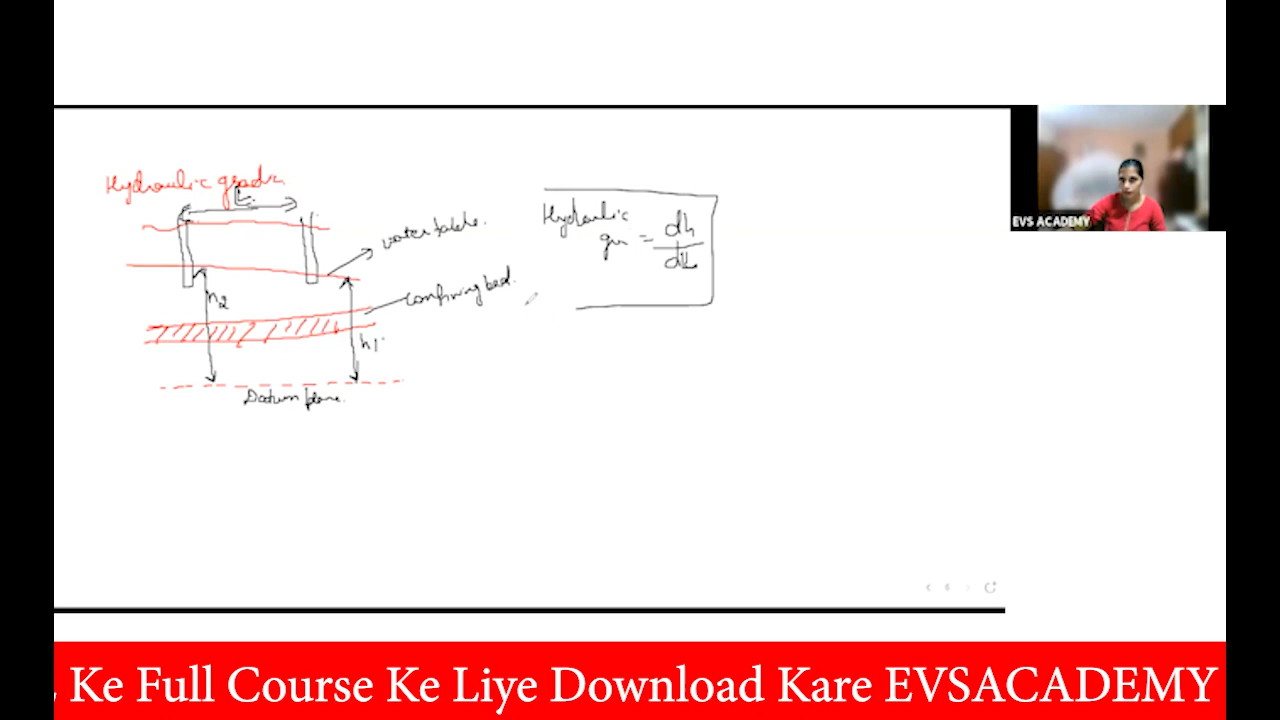 Hydraulic gradr.
L.
water table.
confining bed.
h2
h1.
Datum plane.
Hydraulic
gr = dh
dL
EVS ACADEMY
Ke Full Course Ke Liye Download Kare EVSACADEMY